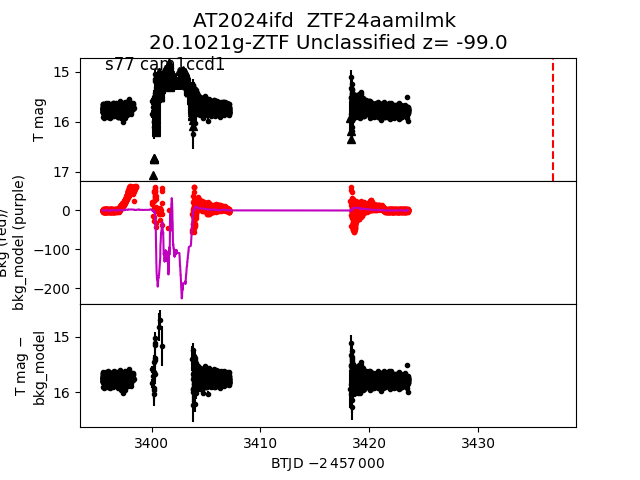 AT2024ifd ZTF24aamilmk
20.1021g-ZTF Unclassified z= -99.0
s77 cam1ccd1
15
16
17
T mag
0
−100
−200
Bkg (red)/
bkg_model (purple)
15
16
T mag −
bkg_model
3400
3410
3420
3430
BTJD −2 457 000